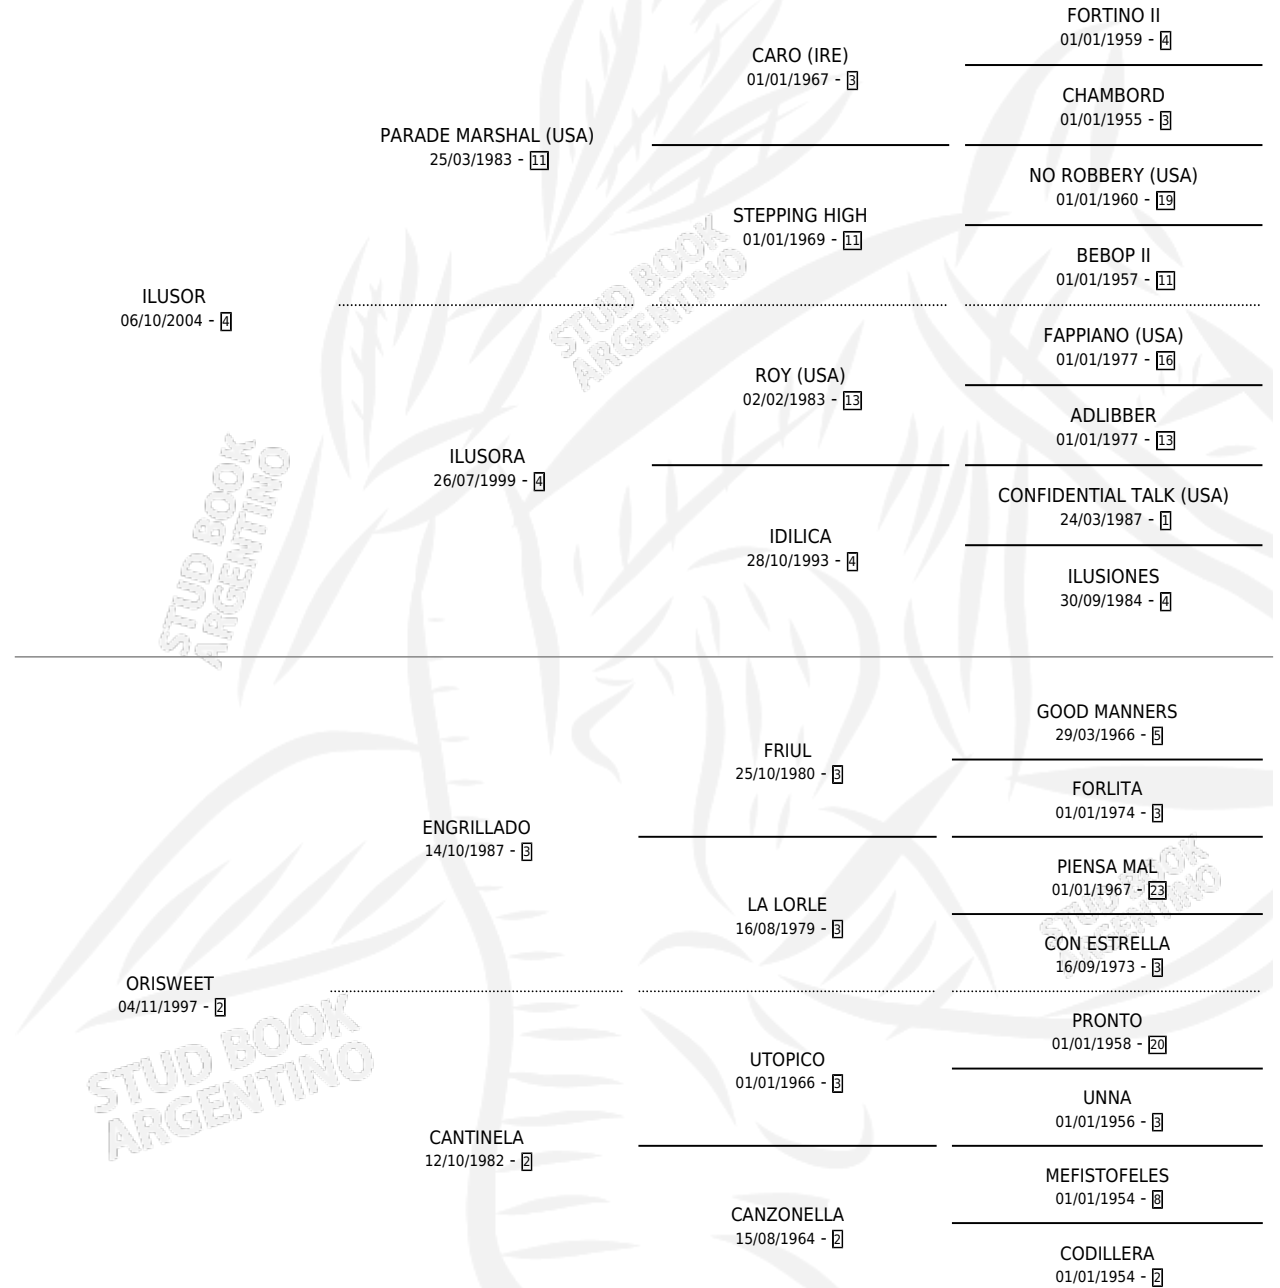 FORTINO II
01/01/1959 - 4
CARO (IRE)
01/01/1967 - 3
CHAMBORD
01/01/1955 - 3
PARADE MARSHAL (USA)
25/03/1983 - 11
NO ROBBERY (USA)
01/01/1960 - 19
STEPPING HIGH
01/01/1969 - 11
BEBOP II
01/01/1957 - 11
ILUSOR
06/10/2004 - 4
FAPPIANO (USA)
01/01/1977 - 16
ROY (USA)
02/02/1983 - 13
ADLIBBER
01/01/1977 - 13
ILUSORA
26/07/1999 - 4
CONFIDENTIAL TALK (USA)
24/03/1987 - 1
IDILICA
28/10/1993 - 4
ILUSIONES
30/09/1984 - 4
STUD BOOK
ARGENTINO
STUD BOOK
ARGENTINO
GOOD MANNERS
29/03/1966 - 5
FRIUL
25/10/1980 - 3
FORLITA
01/01/1974 - 3
ENGRILLADO
14/10/1987 - 3
PIENSA MAL
01/01/1967 - 23
LA LORLE
16/08/1979 - 3
CON ESTRELLA
16/09/1973 - 3
STUD BOOK
ARGENTINO
ORISWEET
04/11/1997 - 2
PRONTO
01/01/1958 - 20
UTOPICO
01/01/1966 - 3
UNNA
01/01/1956 - 3
CANTINELA
12/10/1982 - 2
MEFISTOFELES
01/01/1954 - 8
CANZONELLA
15/08/1964 - 2
CODILLERA
01/01/1954 - 2
STUD BOOK
ARGENTINO